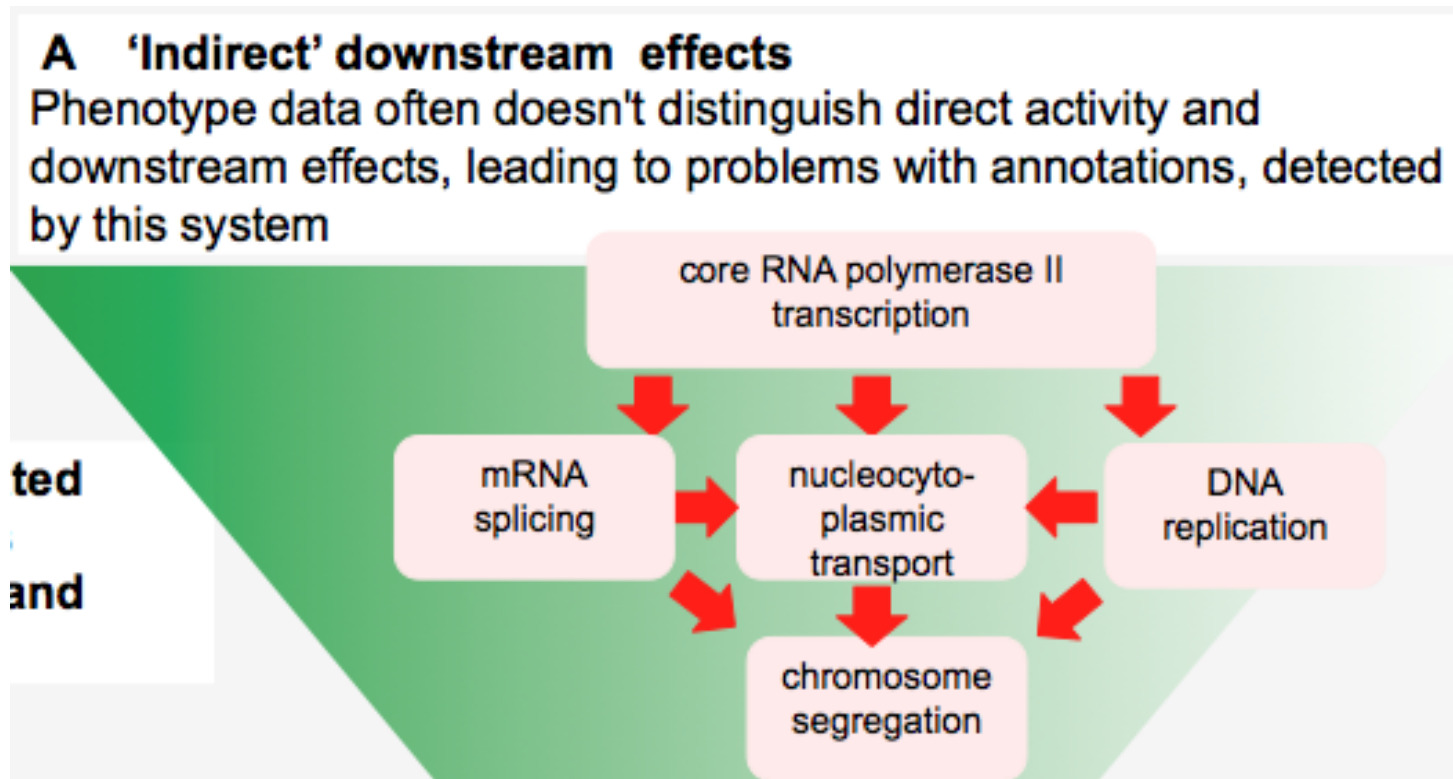 A ‘Indirect’ downstream effects
Phenotype data often doesn't distinguish direct activity and
downstream effects, leading to problems with annotations, detected
by this system
core RNA polymerase II
transcription
mRNA
splicing
nucleocyto-
plasmic
transport
DNA
replication
chromosome
segregation
ted
and